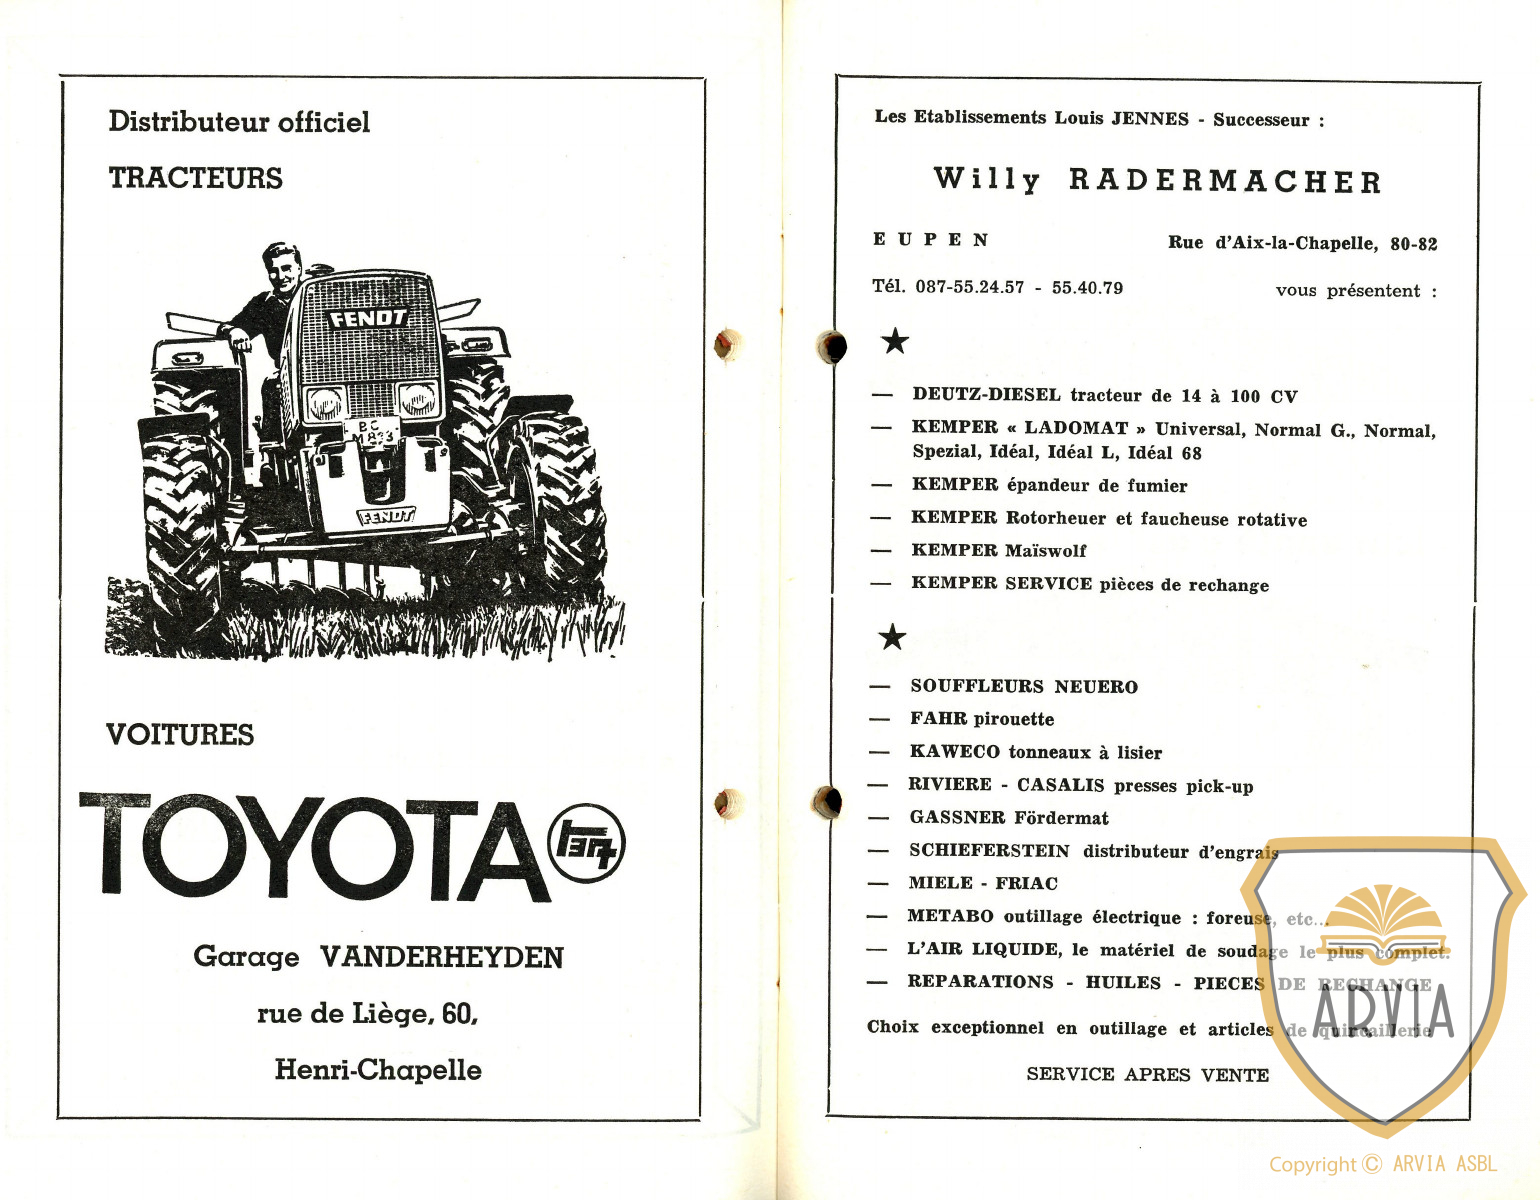 Distributeur officiel
TRACTEURS
FENDT
BC
M 833
FENDT
VOITURES
TOYOTA トヨタ
Garage VANDERHEYDEN
rue de Liège, 60,
Henri-Chapelle
Les Etablissements Louis JENNES - Successeur :
Willy RADERMACHER
EUPEN Rue d'Aix-la-Chapelle, 80-82
Tél. 087-55.24.57 - 55.40.79 vous présentent :
★
— DEUTZ-DIESEL tracteur de 14 à 100 CV
— KEMPER « LADOMAT » Universal, Normal G., Normal,
Spezial, Idéal, Idéal L, Idéal 68
— KEMPER épandeur de fumier
— KEMPER Rotorheuer et faucheuse rotative
— KEMPER Maïswolf
— KEMPER SERVICE pièces de rechange
★
— SOUFFLEURS NEUERO
— FAHR pirouette
— KAWECO tonneaux à lisier
— RIVIERE - CASALIS presses pick-up
— GASSNER Fördermat
— SCHIEFERSTEIN distributeur d'engrais
— MIELE - FRIAC
— METABO outillage électrique : foreuse, etc...
— L'AIR LIQUIDE, le matériel de soudage le plus complet.
— REPARATIONS - HUILES - PIECES DE RECHANGE
Choix exceptionnel en outillage et articles de quincaillerie
SERVICE APRES VENTE
ARVIA
Copyright © ARVIA ASBL